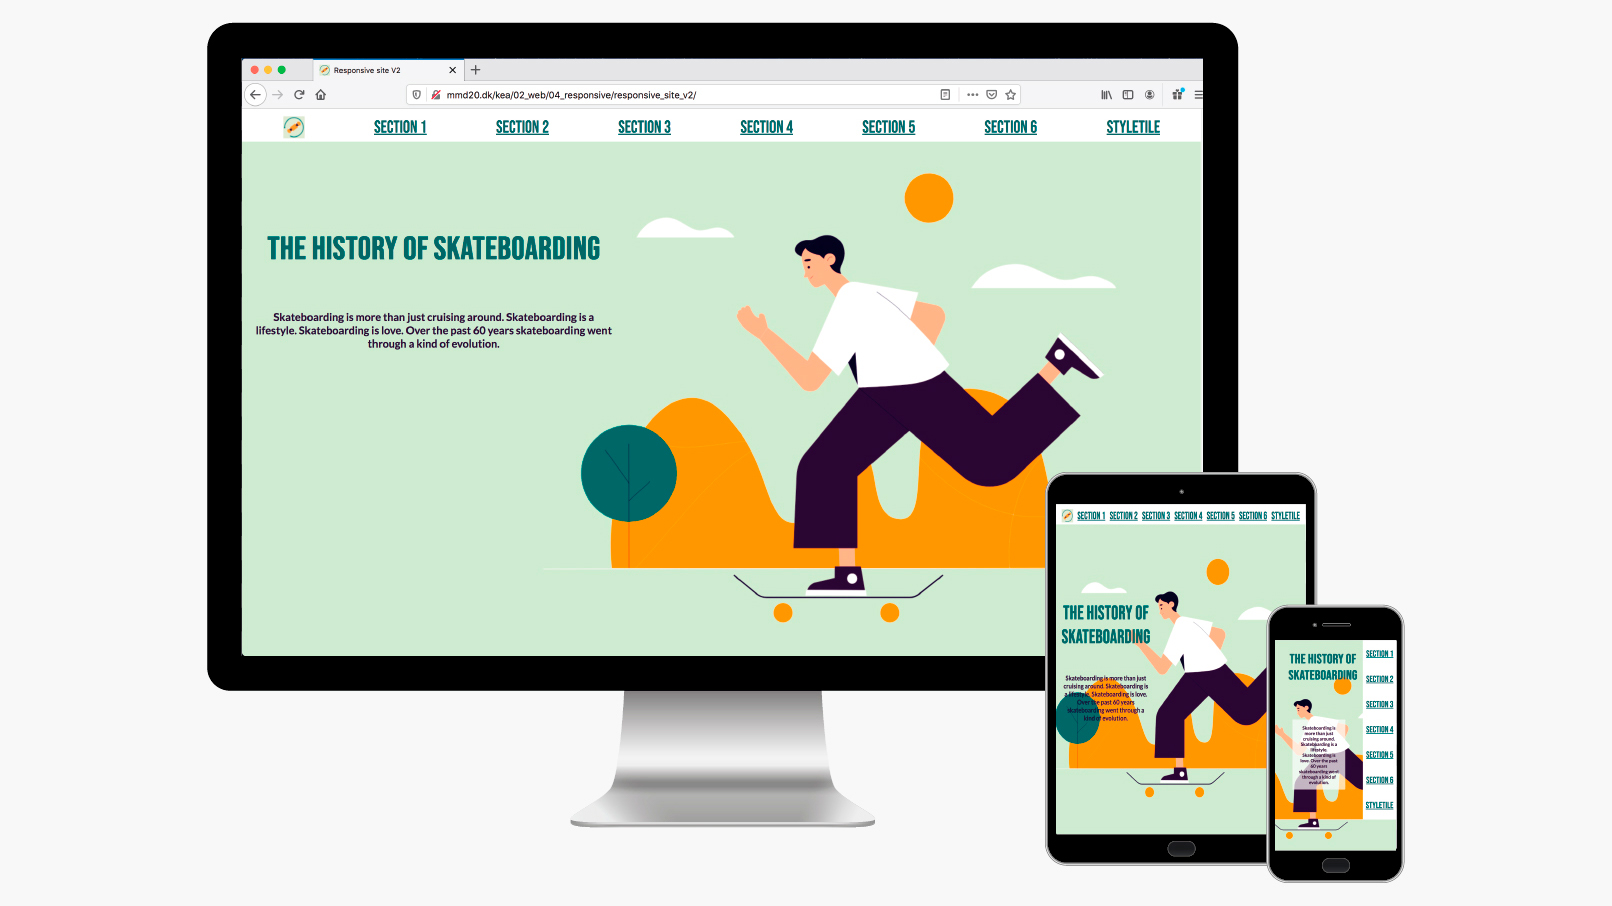 Responsive site V2
mmd20.dk/kea/02_web/04_responsive/responsive_site_v2/
SECTION 1 SECTION 2 SECTION 3 SECTION 4 SECTION 5 SECTION 6 STYLETILE
THE HISTORY OF SKATEBOARDING
Skateboarding is more than just cruising around. Skateboarding is a
lifestyle. Skateboarding is love. Over the past 60 years skateboarding went
through a kind of evolution.
SECTION 1 SECTION 2 SECTION 3 SECTION 4 SECTION 5 SECTION 6 STYLETILE
THE HISTORY OF
SKATEBOARDING
Skateboarding is more than just
cruising around. Skateboarding is
a lifestyle. Skateboarding is love.
Over the past 60 years
skateboarding went through a
kind of evolution.
THE HISTORY OF
SKATEBOARDING
Skateboarding is
more than just
cruising around.
Skateboarding is a
lifestyle.
Skateboarding is
love. Over the past
60 years
skateboarding went
through a kind of
evolution.
SECTION 1
SECTION 2
SECTION 3
SECTION 4
SECTION 5
SECTION 6
STYLETILE